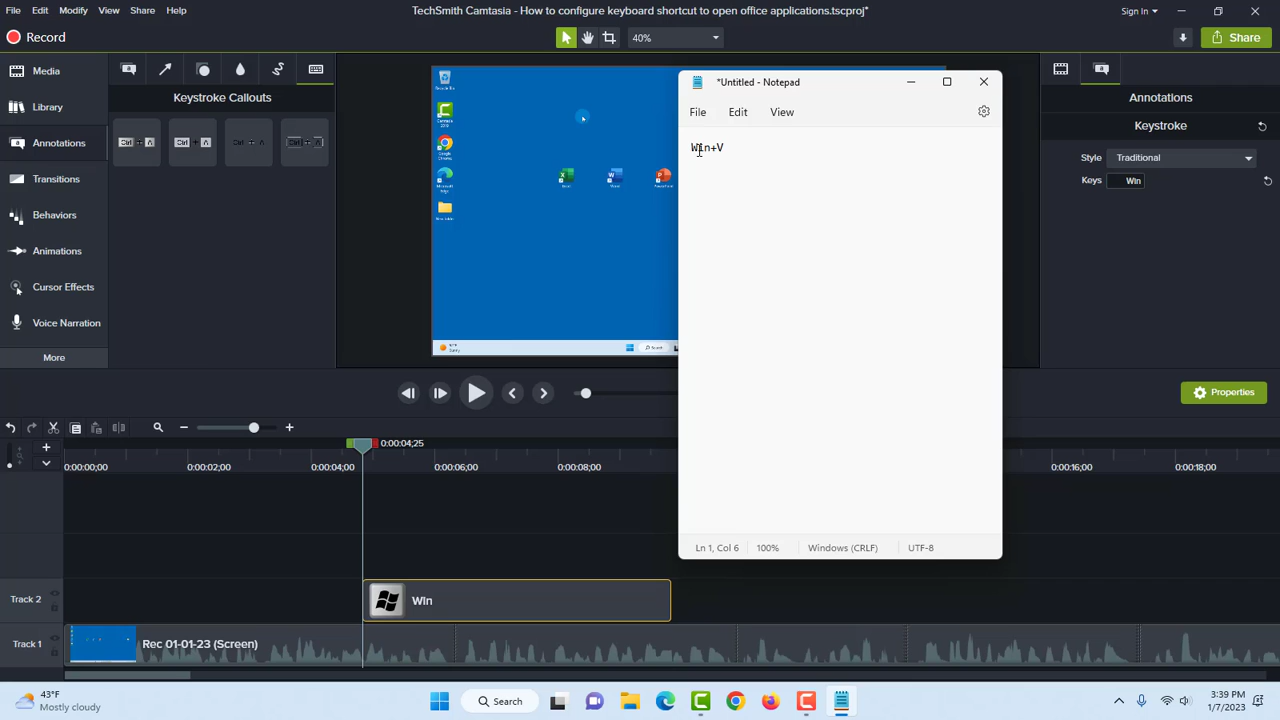 File Edit Modify View Share Help
TechSmith Camtasia - How to configure keyboard shortcut to open office applications.tscproj*
Sign In
Record
40%
Share
Media
Library
Annotations
Transitions
Behaviors
Animations
Cursor Effects
Voice Narration
More
Keystroke Callouts
*Untitled - Notepad
File Edit View
Win+V
Ln 1, Col 6 100% Windows (CRLF) UTF-8
Annotations
Keystroke
Style Traditional
Keys Win
Properties
0:00:04;25
0:00:00;00 0:00:02;00 0:00:04;00 0:00:06;00 0:00:08;00 0:00:16;00 0:00:18;00
Track 2
Win
Track 1
Rec 01-01-23 (Screen)
43°F
Mostly cloudy
Search
3:39 PM
1/7/2023